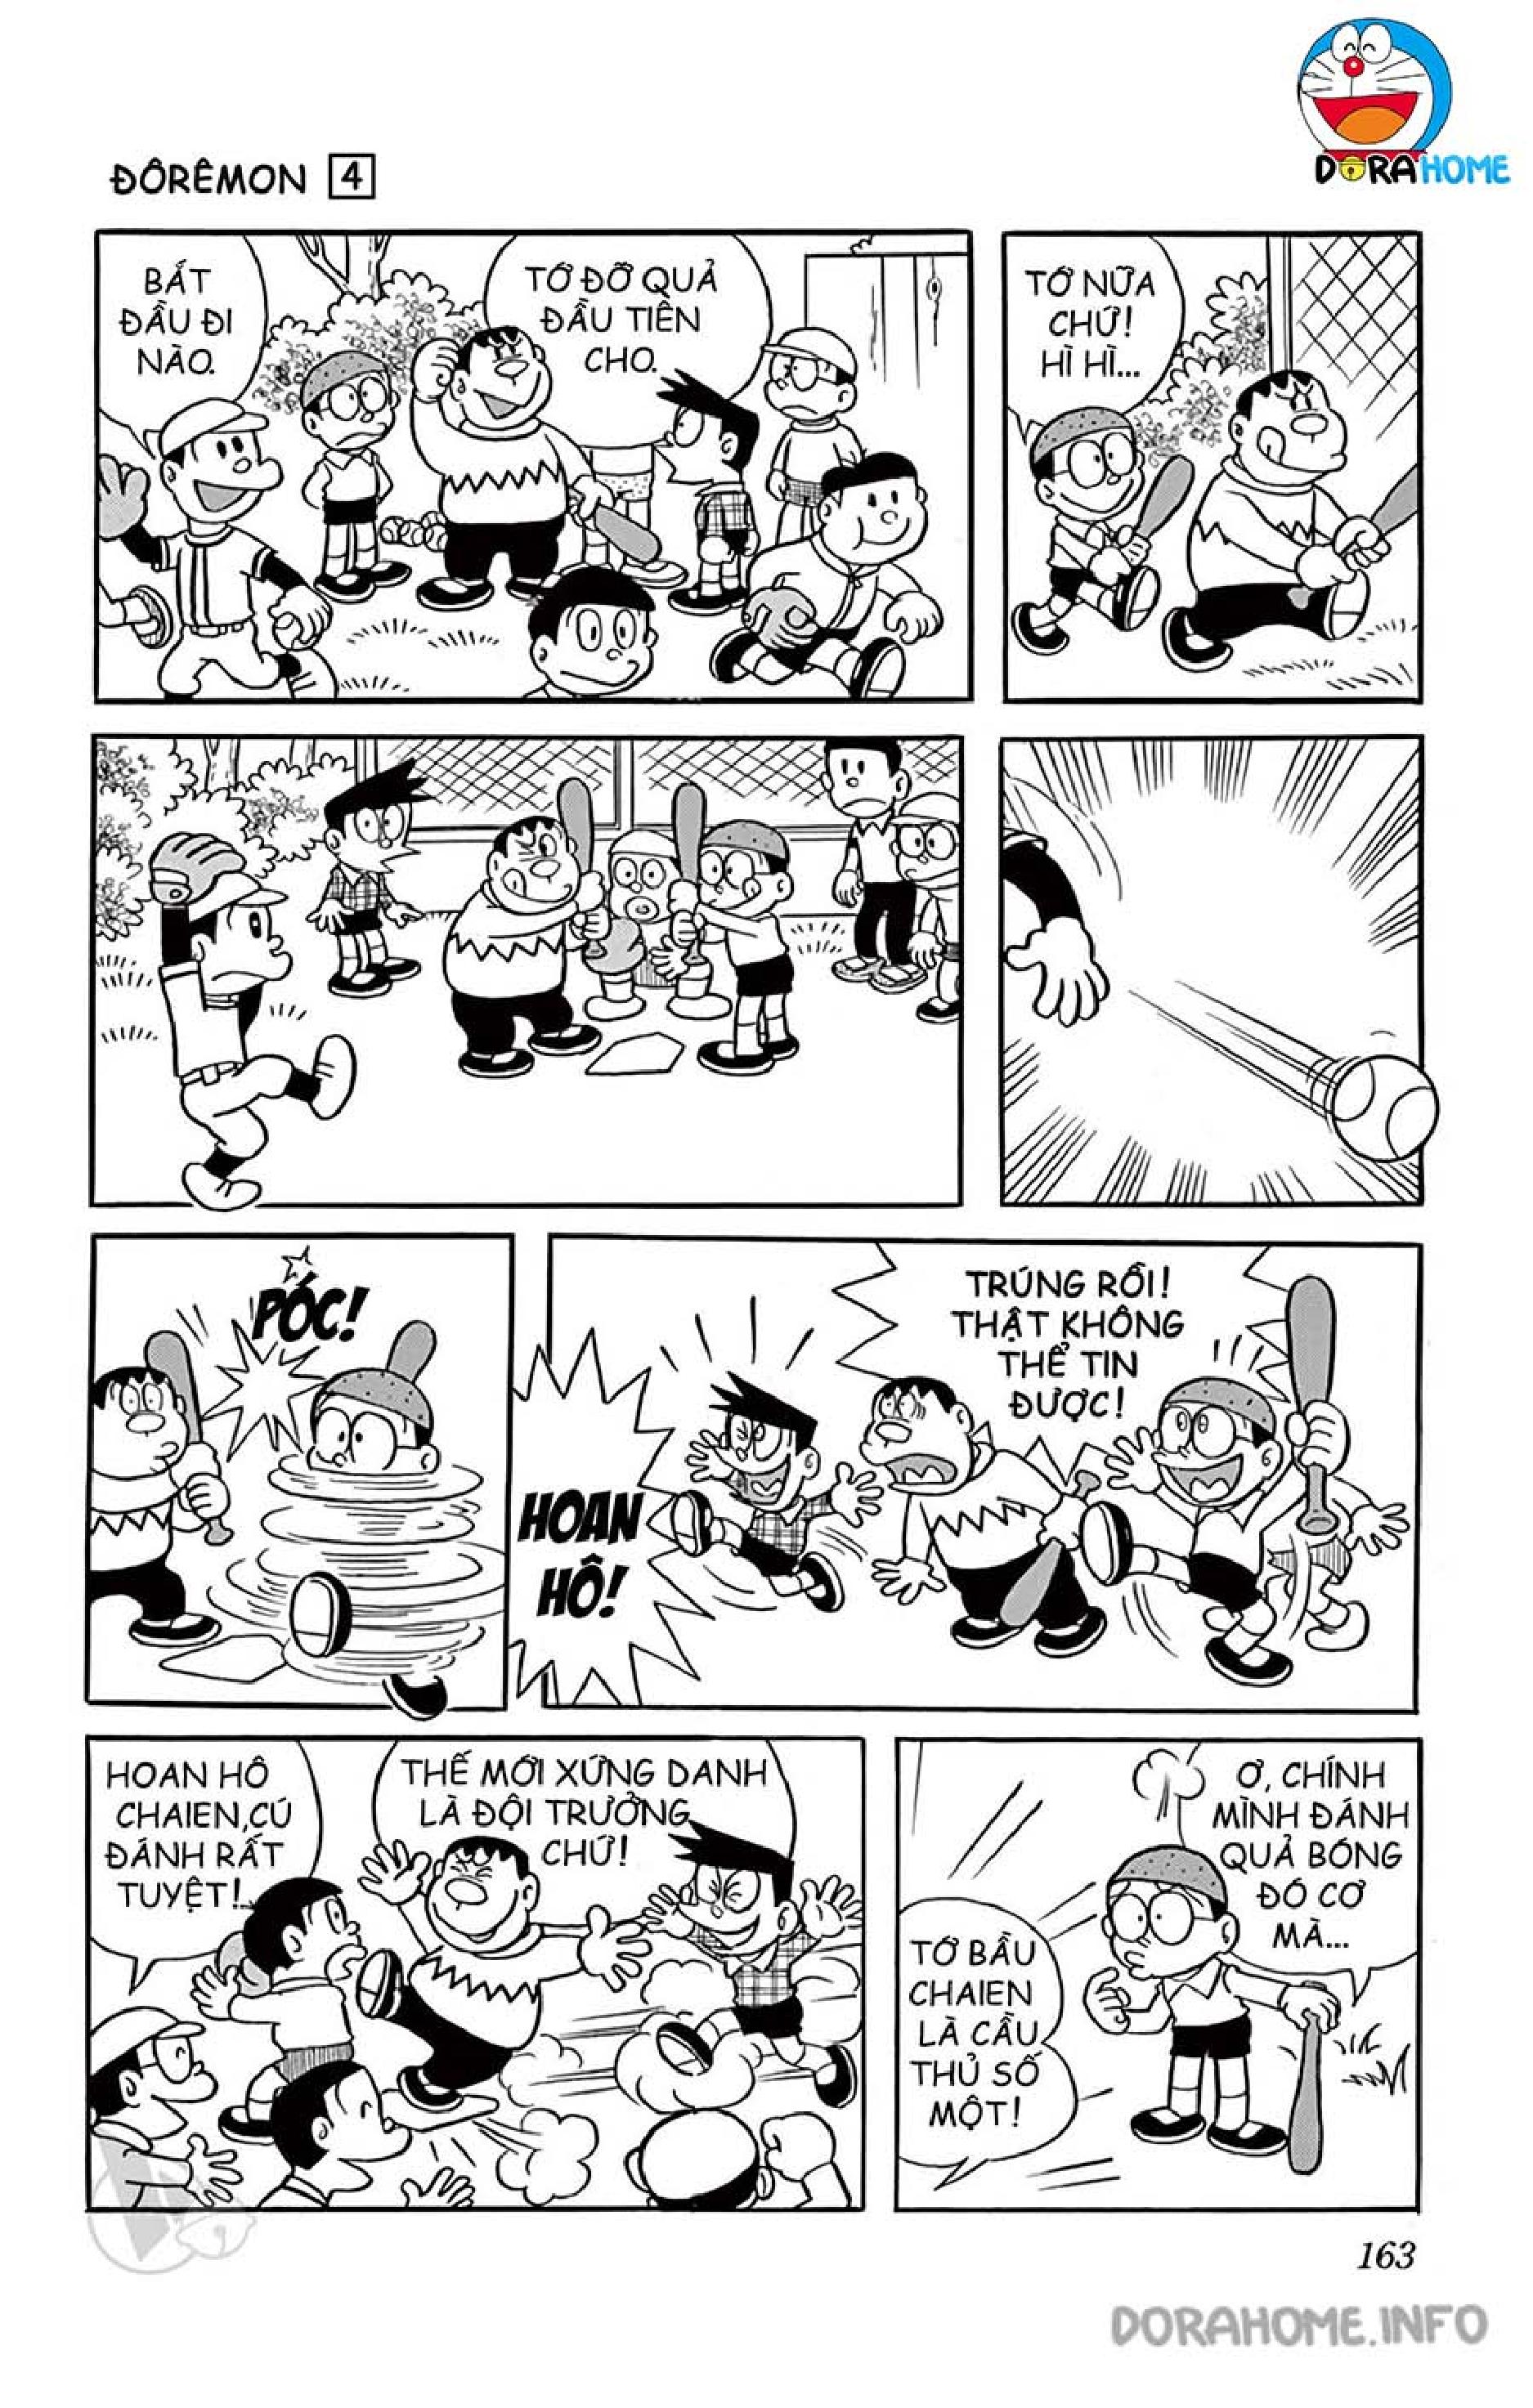 DORAHOME
ĐÔRÊMON 4
BẮT
ĐẦU ĐI
NÀO.
TỚ ĐỠ QUẢ
ĐẦU TIÊN
CHO.
TỚ NỮA
CHỨ!
HÌ HÌ...
PÓC!
HOAN
HÔ!
TRÚNG RỒI!
THẬT KHÔNG
THỂ TIN
ĐƯỢC!
HOAN HÔ
CHAIEN, CÚ
ĐÁNH RẤT
TUYỆT!..
THẾ MỚI XỨNG DANH
LÀ ĐỘI TRƯỞNG
CHỨ!
Ơ, CHÍNH
MÌNH ĐÁNH
QUẢ BÓNG
ĐÓ CƠ
MÀ...
TỚ BẦU
CHAIEN
LÀ CẦU
THỦ SỐ
MỘT!
163
DORAHOME.INFO